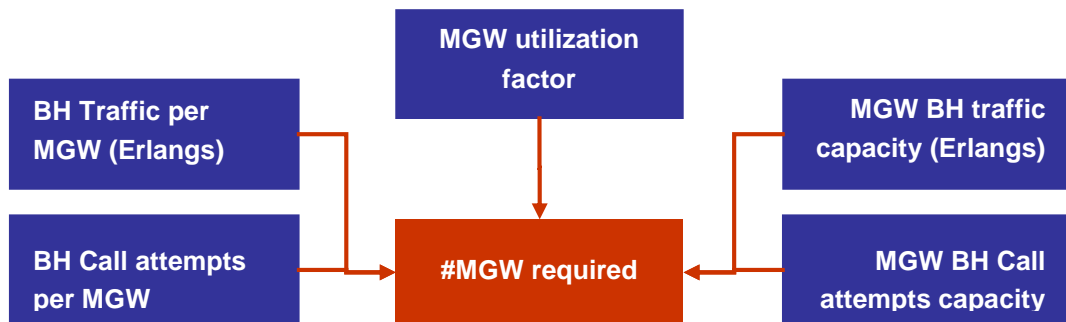 MGW utilization
factor
BH Traffic per
MGW (Erlangs)
MGW BH traffic
capacity (Erlangs)
BH Call attempts
per MGW
#MGW required
MGW BH Call
attempts capacity